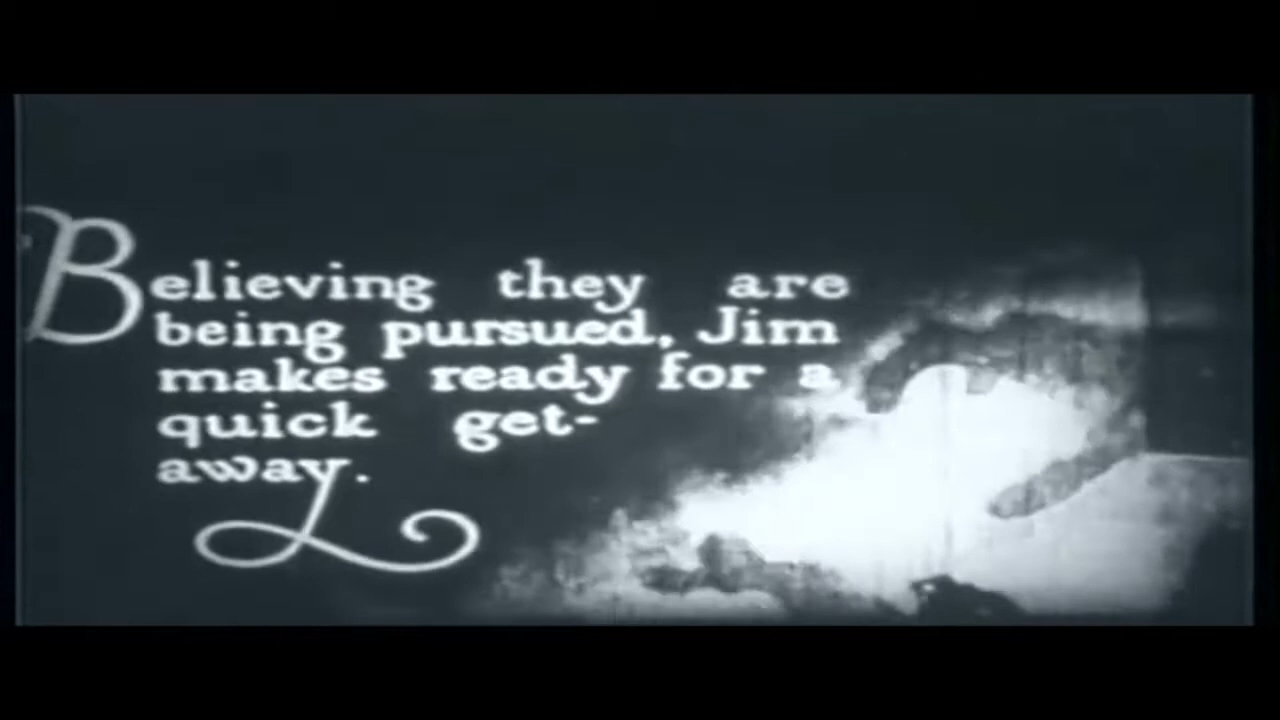 Believing they are
being pursued, Jim
makes ready for a
quick get-
away.